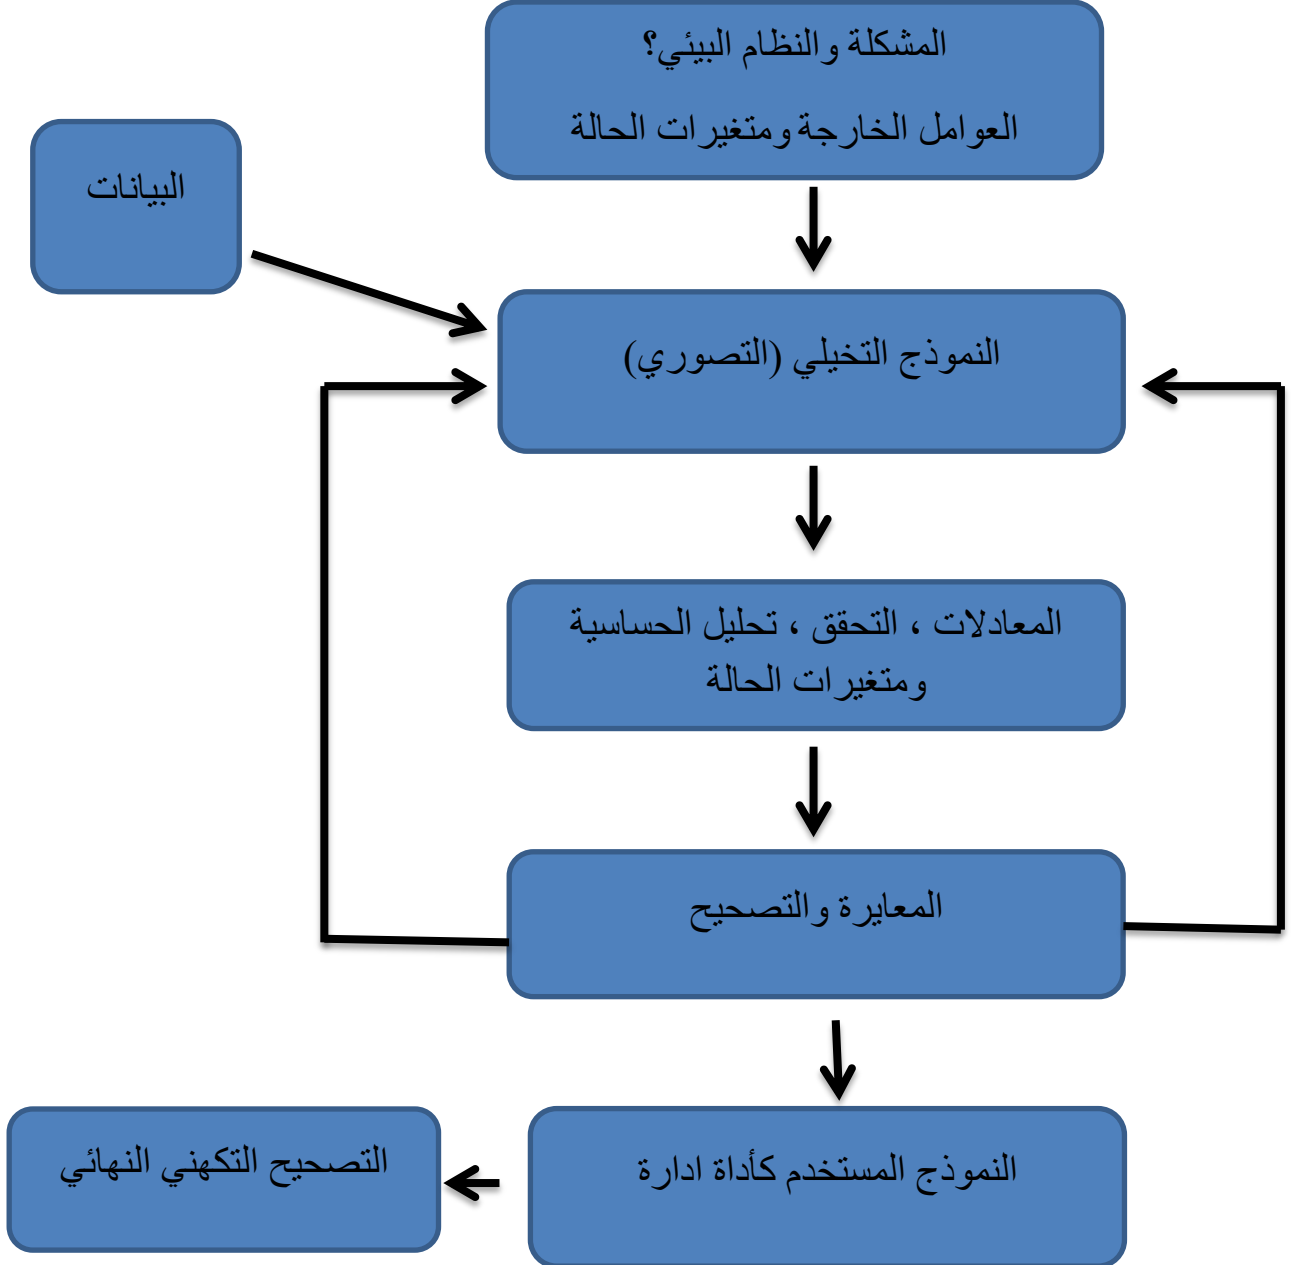 المشكلة والنظام البيئي؟
العوامل الخارجة ومتغيرات الحالة
البيانات
النموذج التخيلي (التصوري)
المعادلات ، التحقق ، تحليل الحساسية
ومتغيرات الحالة
المعايرة والتصحيح
النموذج المستخدم كأداة ادارة
التصحيح التكهني النهائي